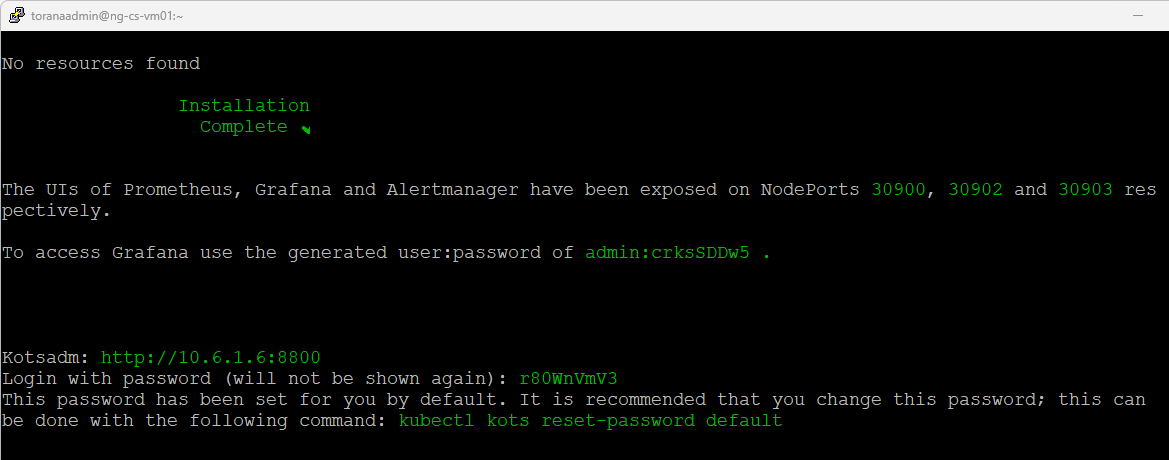 toranaadmin@ng-cs-vm01:~
No resources found
Installation
Complete ✔
The UIs of Prometheus, Grafana and Alertmanager have been exposed on NodePorts 30900, 30902 and 30903 res
pectively.
To access Grafana use the generated user:password of admin:crksSDDw5 .
Kotsadm: http://10.6.1.6:8800
Login with password (will not be shown again): r80WnVmV3
This password has been set for you by default. It is recommended that you change this password; this can
be done with the following command: kubectl kots reset-password default